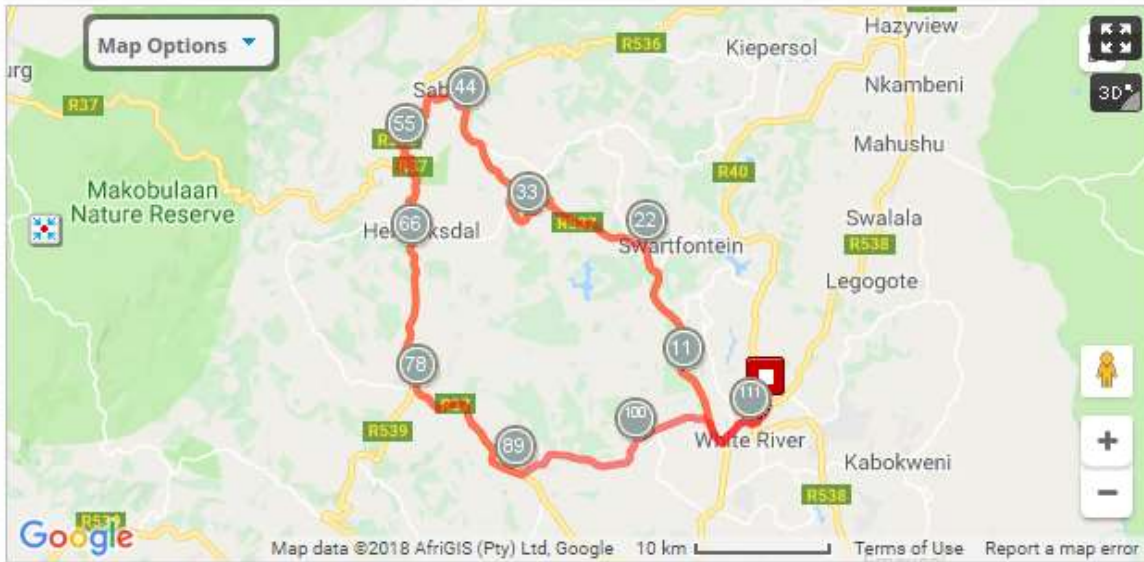 Map Options
Hazyview
R536
Kiepersol
urg
Nkambeni
44
3D
R37
55
Mahushu
R37
R40
Makobulaan
Nature Reserve
33
22
Swalala
66
Swartfontein
R538
Legogote
11
78
111
100
R539
89
White River
Kabokweni
R538
Google
Map data ©2018 AfriGIS (Pty) Ltd, Google
10 km
Terms of Use
Report a map error